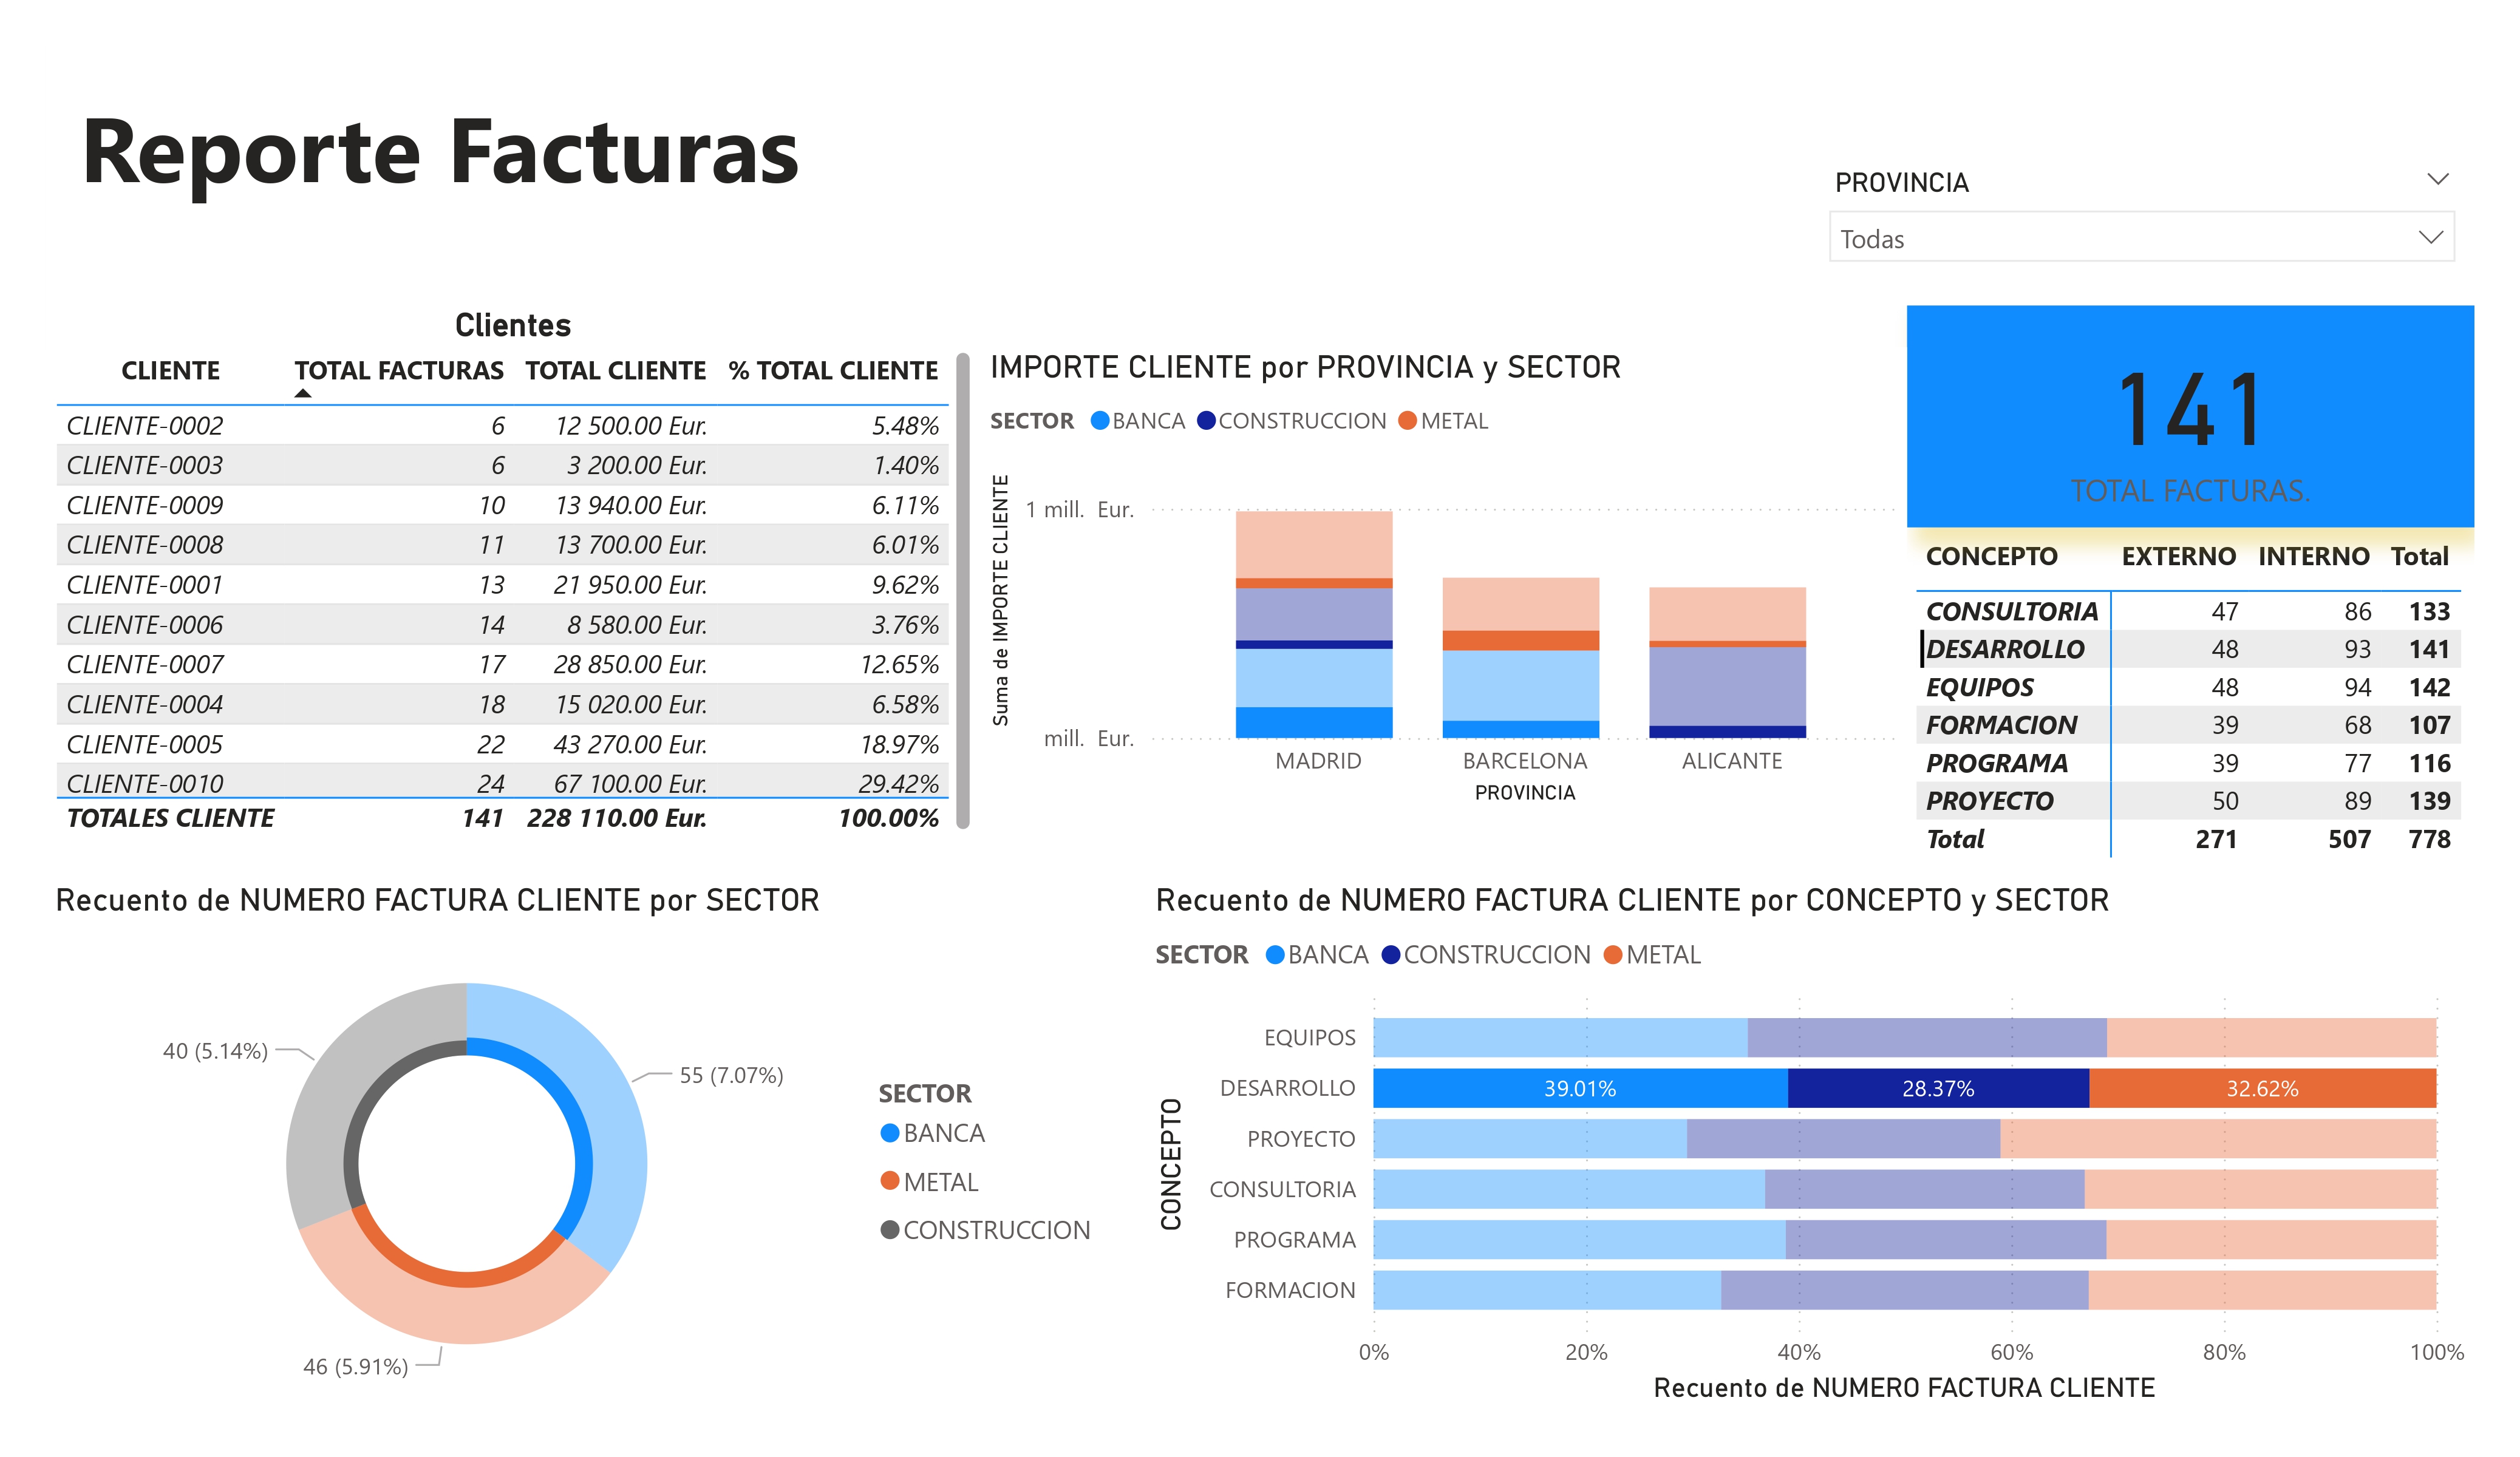 Reporte Facturas
PROVINCIA
Todas
Clientes
CLIENTE TOTAL FACTURAS TOTAL CLIENTE % TOTAL CLIENTE
CLIENTE-0002 6 12 500.00 Eur. 5.48%
CLIENTE-0003 6 3 200.00 Eur. 1.40%
CLIENTE-0009 10 13 940.00 Eur. 6.11%
CLIENTE-0008 11 13 700.00 Eur. 6.01%
CLIENTE-0001 13 21 950.00 Eur. 9.62%
CLIENTE-0006 14 8 580.00 Eur. 3.76%
CLIENTE-0007 17 28 850.00 Eur. 12.65%
CLIENTE-0004 18 15 020.00 Eur. 6.58%
CLIENTE-0005 22 43 270.00 Eur. 18.97%
CLIENTE-0010 24 67 100.00 Eur. 29.42%
TOTALES CLIENTE 141 228 110.00 Eur. 100.00%
IMPORTE CLIENTE por PROVINCIA y SECTOR
SECTOR BANCA CONSTRUCCION METAL
Suma de IMPORTE CLIENTE
1 mill. Eur.
mill. Eur.
MADRID BARCELONA ALICANTE
PROVINCIA
141
TOTAL FACTURAS.
CONCEPTO EXTERNO INTERNO Total
CONSULTORIA 47 86 133
DESARROLLO 48 93 141
EQUIPOS 48 94 142
FORMACION 39 68 107
PROGRAMA 39 77 116
PROYECTO 50 89 139
Total 271 507 778
Recuento de NUMERO FACTURA CLIENTE por SECTOR
40 (5.14%)
55 (7.07%)
46 (5.91%)
SECTOR
BANCA
METAL
CONSTRUCCION
Recuento de NUMERO FACTURA CLIENTE por CONCEPTO y SECTOR
SECTOR BANCA CONSTRUCCION METAL
CONCEPTO
EQUIPOS
DESARROLLO 39.01% 28.37% 32.62%
PROYECTO
CONSULTORIA
PROGRAMA
FORMACION
0% 20% 40% 60% 80% 100%
Recuento de NUMERO FACTURA CLIENTE